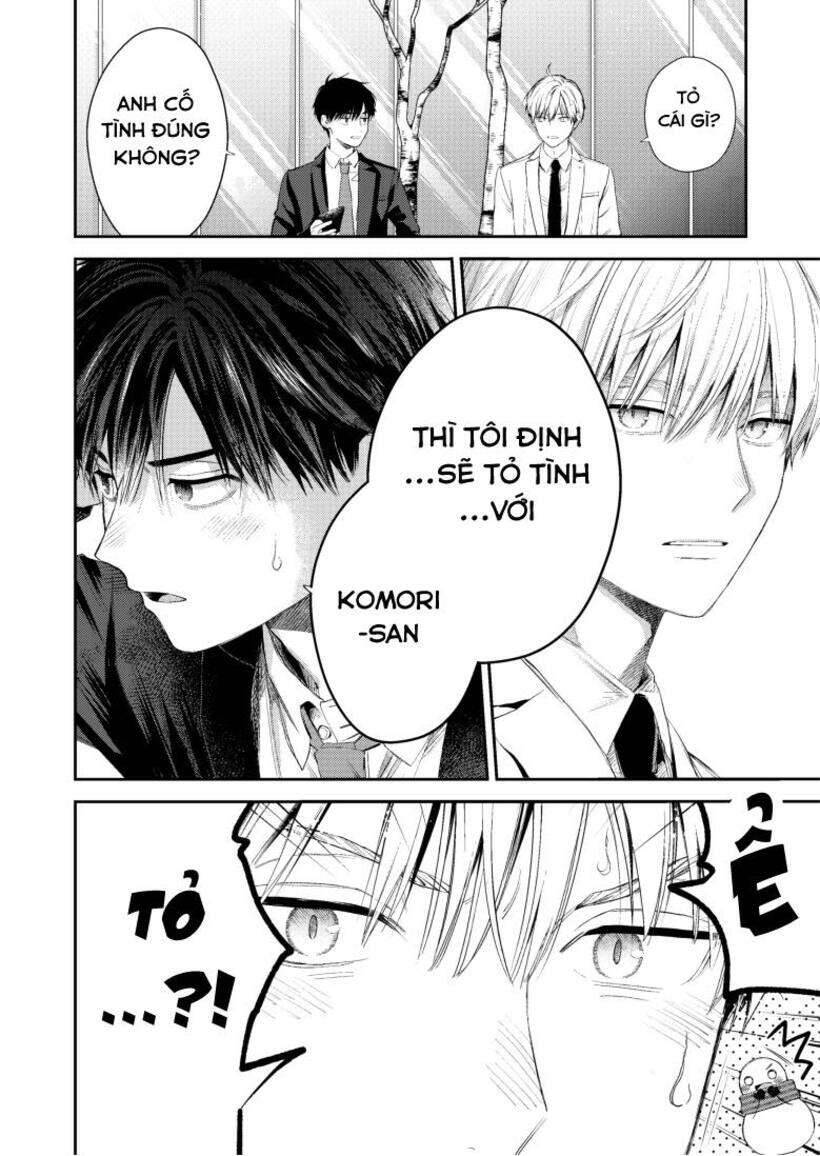 TỎ
CÁI GÌ?
ANH CỐ
TÌNH ĐÚNG
KHÔNG?
THÌ TÔI ĐỊNH
...SẼ TỎ TÌNH
...VỚI
KOMORI
-SAN
Ể
TỎ
...?!